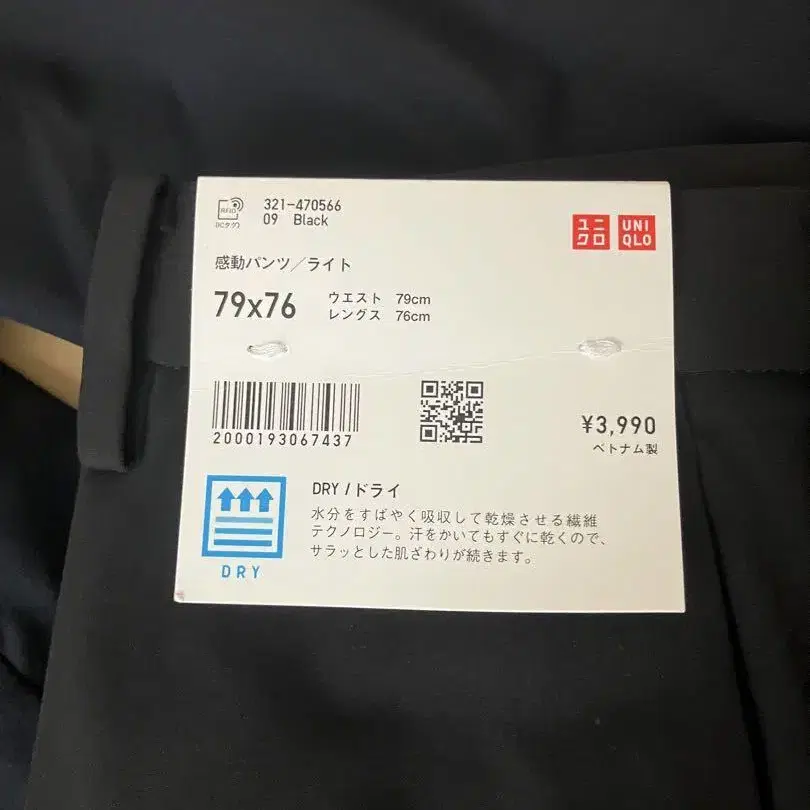 RFID
(ICタグ)
321-470566
09 Black
ユニクロ
UNIQLO
感動パンツ/ライト
79x76
ウエスト 79cm
レングス 76cm
2000193067437
¥3,990
ベトナム製
DRY
DRY /ドライ
水分をすばやく吸収して乾燥させる繊維
テクノロジー。汗をかいてもすぐに乾くので、
サラッとした肌ざわりが続きます。